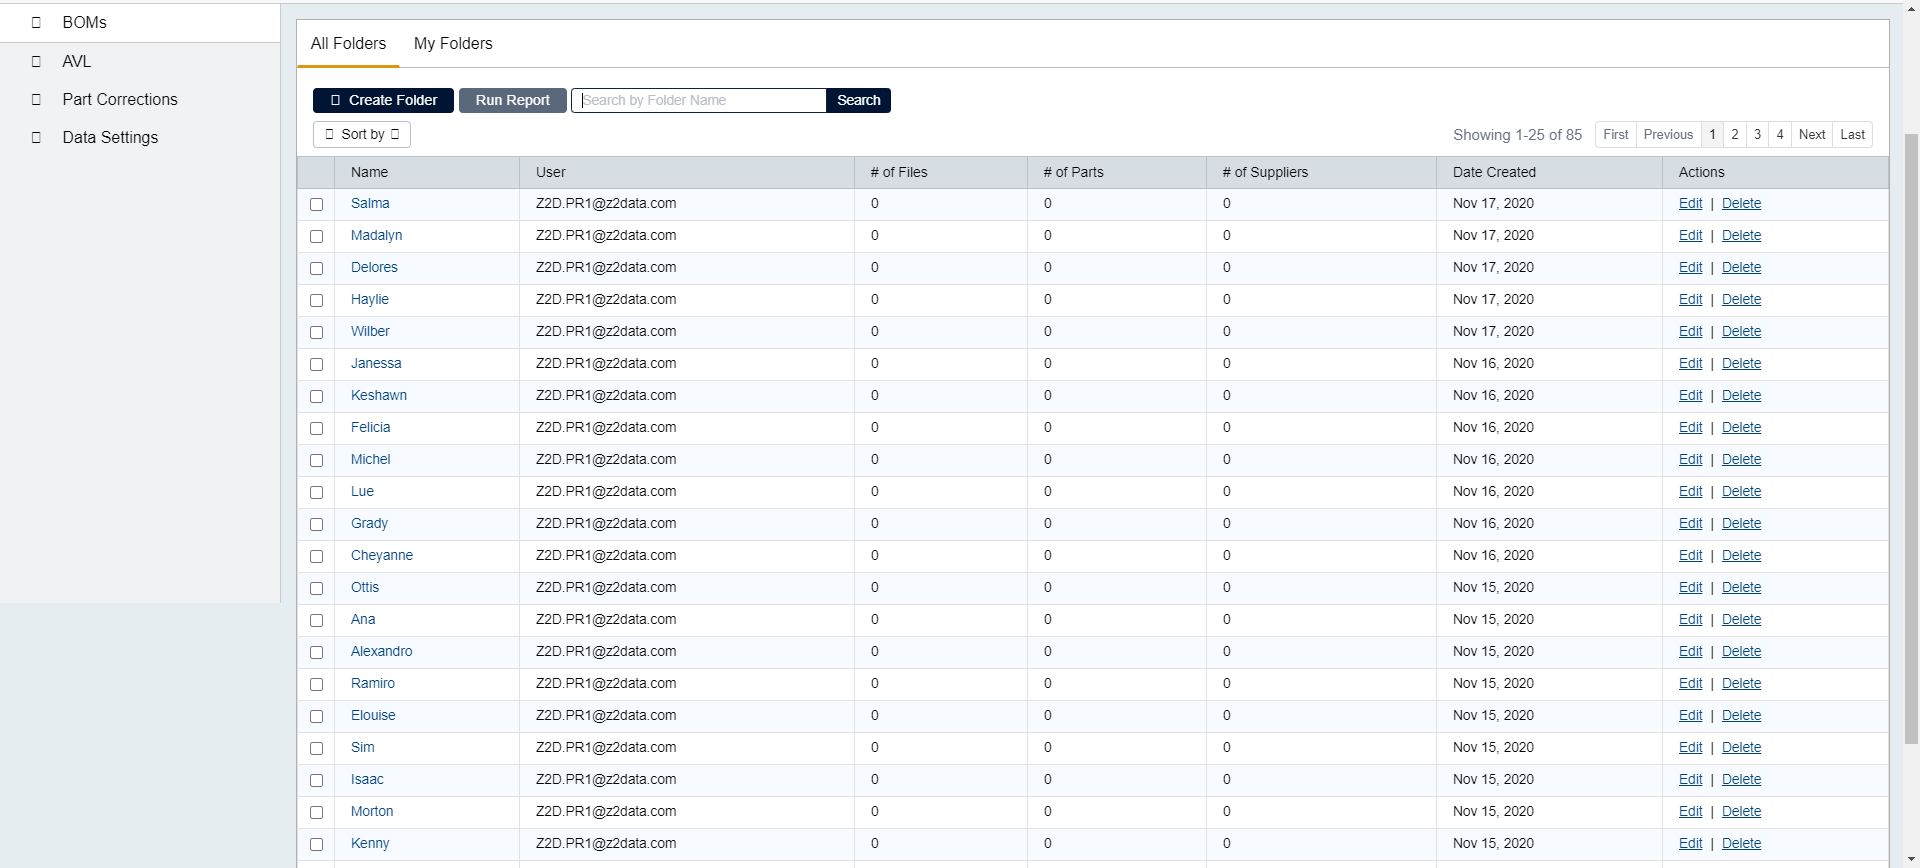 BOMs
AVL
Part Corrections
Data Settings
All Folders My Folders
Create Folder Run Report Search by Folder Name Search
Sort by Showing 1-25 of 85 First Previous 1 2 3 4 Next Last
Name User # of Files # of Parts # of Suppliers Date Created Actions
Salma Z2D.PR1@z2data.com 0 0 0 Nov 17, 2020 Edit | Delete
Madalyn Z2D.PR1@z2data.com 0 0 0 Nov 17, 2020 Edit | Delete
Delores Z2D.PR1@z2data.com 0 0 0 Nov 17, 2020 Edit | Delete
Haylie Z2D.PR1@z2data.com 0 0 0 Nov 17, 2020 Edit | Delete
Wilber Z2D.PR1@z2data.com 0 0 0 Nov 17, 2020 Edit | Delete
Janessa Z2D.PR1@z2data.com 0 0 0 Nov 16, 2020 Edit | Delete
Keshawn Z2D.PR1@z2data.com 0 0 0 Nov 16, 2020 Edit | Delete
Felicia Z2D.PR1@z2data.com 0 0 0 Nov 16, 2020 Edit | Delete
Michel Z2D.PR1@z2data.com 0 0 0 Nov 16, 2020 Edit | Delete
Lue Z2D.PR1@z2data.com 0 0 0 Nov 16, 2020 Edit | Delete
Grady Z2D.PR1@z2data.com 0 0 0 Nov 16, 2020 Edit | Delete
Cheyanne Z2D.PR1@z2data.com 0 0 0 Nov 16, 2020 Edit | Delete
Ottis Z2D.PR1@z2data.com 0 0 0 Nov 15, 2020 Edit | Delete
Ana Z2D.PR1@z2data.com 0 0 0 Nov 15, 2020 Edit | Delete
Alexandro Z2D.PR1@z2data.com 0 0 0 Nov 15, 2020 Edit | Delete
Ramiro Z2D.PR1@z2data.com 0 0 0 Nov 15, 2020 Edit | Delete
Elouise Z2D.PR1@z2data.com 0 0 0 Nov 15, 2020 Edit | Delete
Sim Z2D.PR1@z2data.com 0 0 0 Nov 15, 2020 Edit | Delete
Isaac Z2D.PR1@z2data.com 0 0 0 Nov 15, 2020 Edit | Delete
Morton Z2D.PR1@z2data.com 0 0 0 Nov 15, 2020 Edit | Delete
Kenny Z2D.PR1@z2data.com 0 0 0 Nov 15, 2020 Edit | Delete